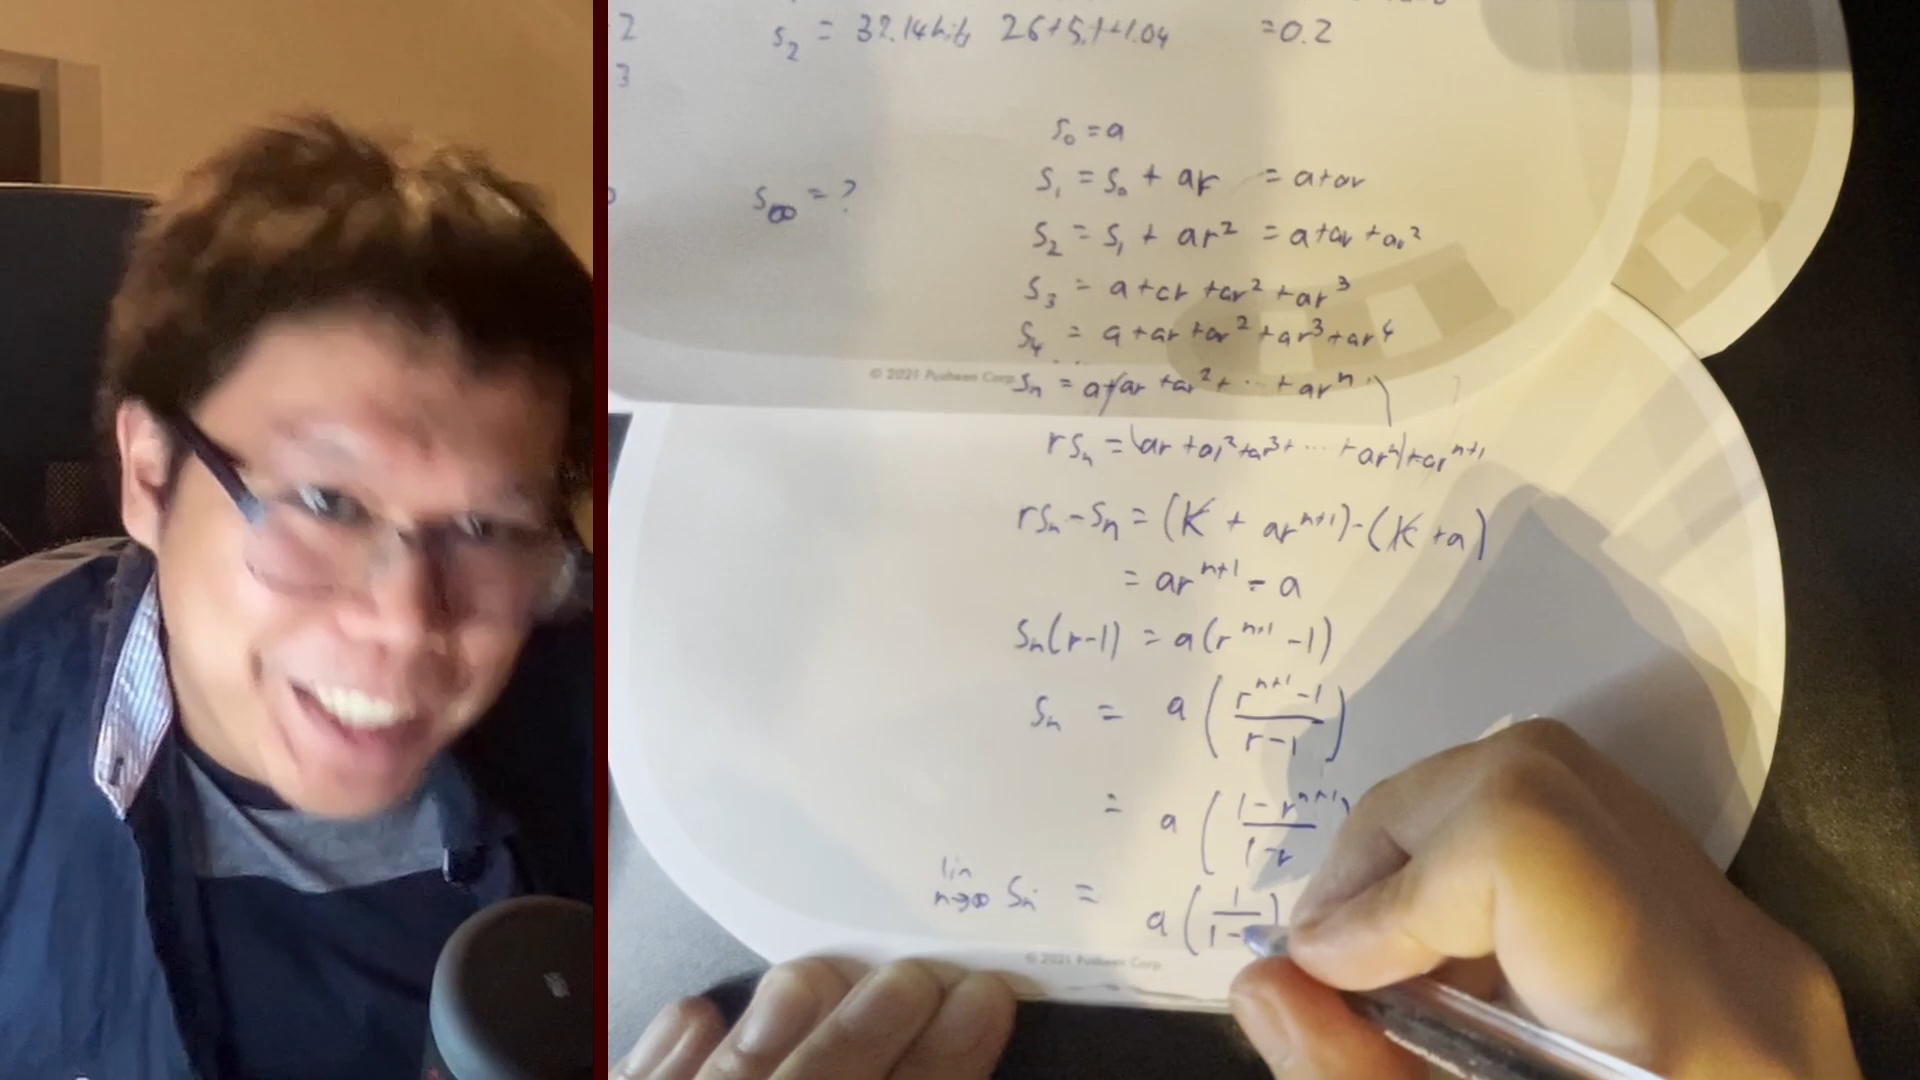 2 S₂ = 32.14 26+5.1+1.04 =0.2
3
S₀ = a
S₁ = S₀ + ar = a+ar
S∞ = ?
S₂ = S₁ + ar² = a+ar+ar²
S₃ = a+ar+ar²+ar³
S₄ = a+ar+ar²+ar³+ar⁴
...
© 2021 Pusheen Corp. Sₙ = a+ar+ar²+...+arⁿ
rSₙ = (ar+ar²+ar³+...+arⁿ)+arⁿ⁺¹
rSₙ-Sₙ = (K + arⁿ⁺¹)-(K+a)
= arⁿ⁺¹ - a
Sₙ(r-1) = a(rⁿ⁺¹-1)
Sₙ = a((rⁿ⁺¹-1)/(r-1))
= a((1-rⁿ⁺¹)/(1-r
lim n→∞ Sₙ = a(1/(1-
© 2021 Pusheen Corp.